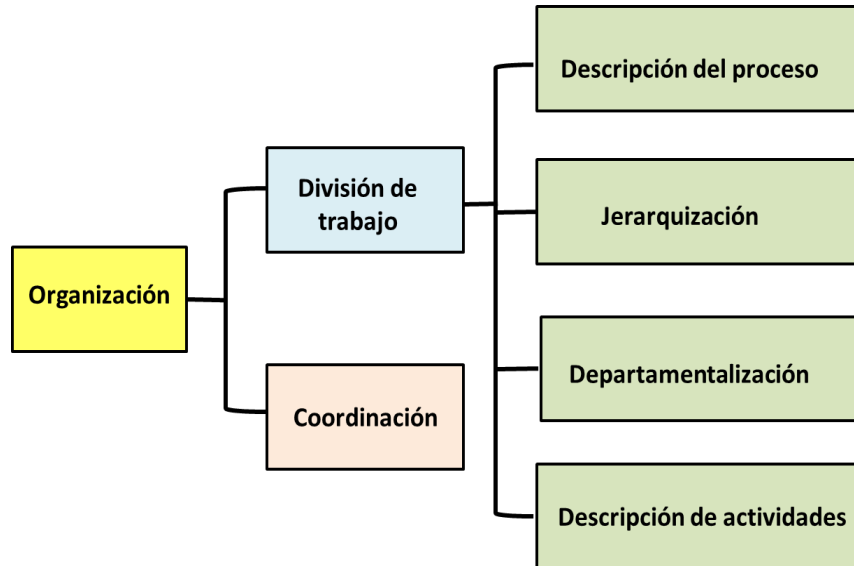 Organización
División de
trabajo
Coordinación
Descripción del proceso
Jerarquización
Departamentalización
Descripción de actividades